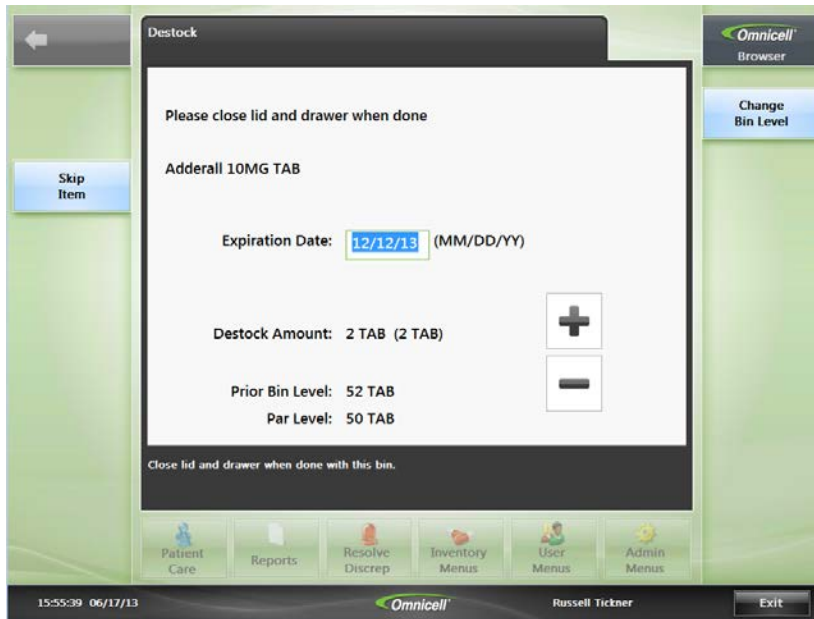 Destock
Omnicell
Browser
Please close lid and drawer when done
Change
Bin Level
Adderall 10MG TAB
Skip
Item
Expiration Date: 12/12/13 (MM/DD/YY)
Destock Amount: 2 TAB (2 TAB)
Prior Bin Level: 52 TAB
Par Level: 50 TAB
Close lid and drawer when done with this bin.
Patient
Care
Reports
Resolve
Discrep
Inventory
Menus
User
Menus
Admin
Menus
15:55:39 06/17/13
Omnicell
Russell Tickner
Exit